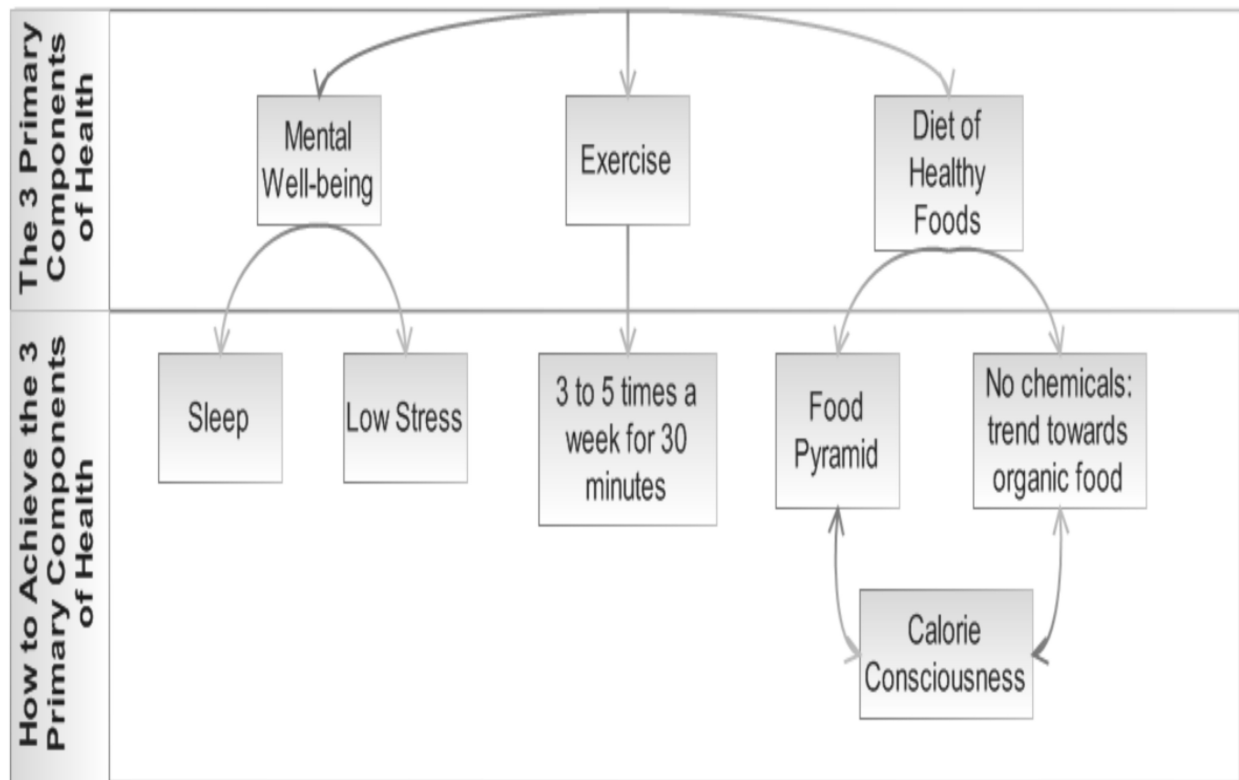 The 3 Primary
Components
of Health
Mental
Well-being
Exercise
Diet of
Healthy
Foods
How to Achieve the 3
Primary Components
of Health
Sleep
Low Stress
3 to 5 times a
week for 30
minutes
Food
Pyramid
No chemicals:
trend towards
organic food
Calorie
Consciousness